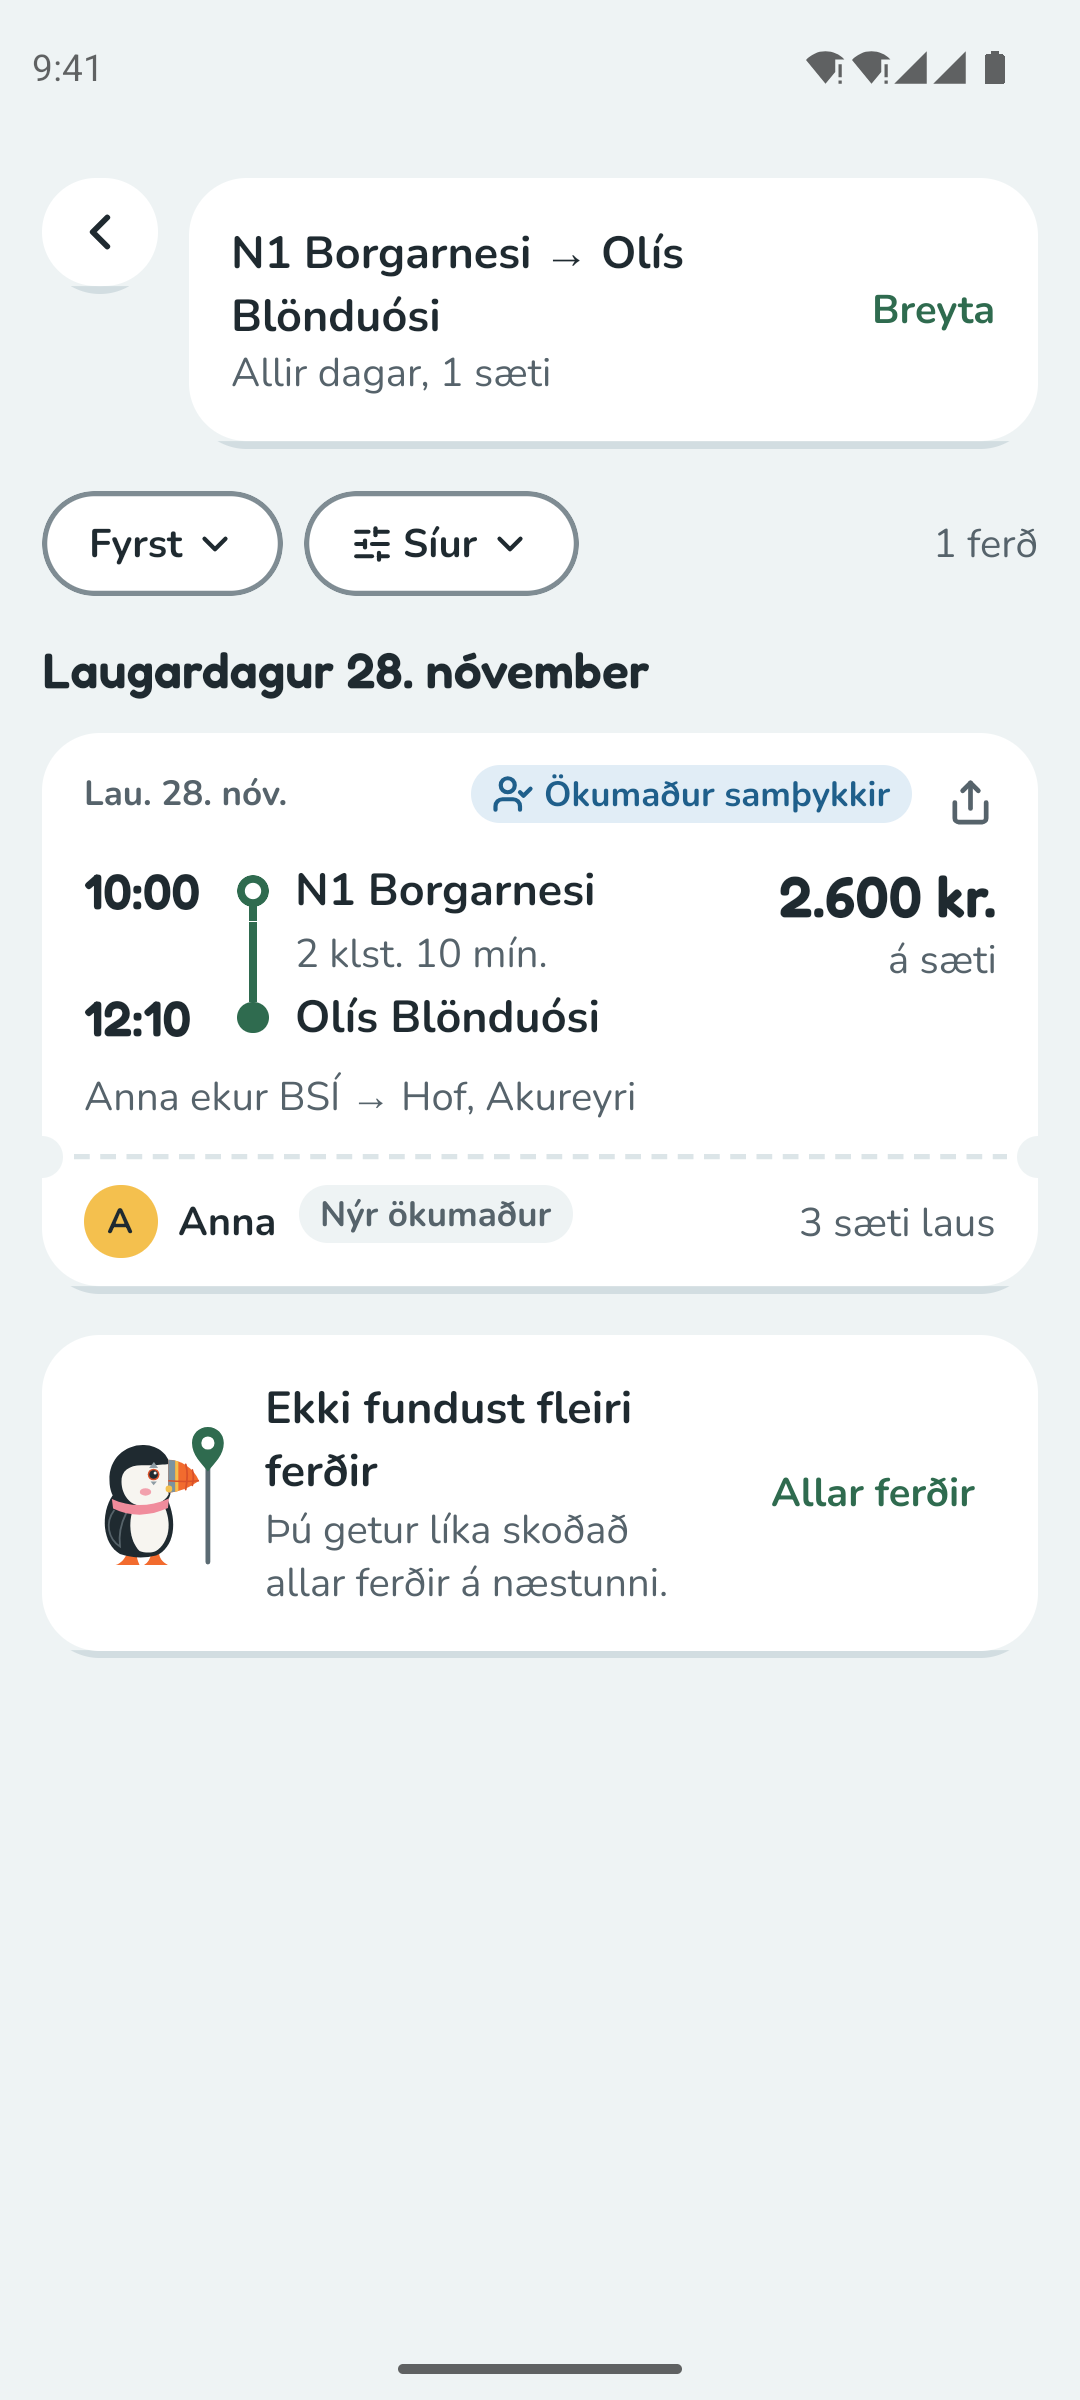 9:41
N1 Borgarnesi → Olís
Blönduósi
Allir dagar, 1 sæti
Breyta
Fyrst
Síur
1 ferð
Laugardagur 28. nóvember
Lau. 28. nóv.
Ökumaður samþykkir
10:00
N1 Borgarnesi
2.600 kr.
2 klst. 10 mín.
á sæti
12:10
Olís Blönduósi
Anna ekur BSÍ → Hof, Akureyri
A
Anna
Nýr ökumaður
3 sæti laus
Ekki fundust fleiri
ferðir
Þú getur líka skoðað
allar ferðir á næstunni.
Allar ferðir